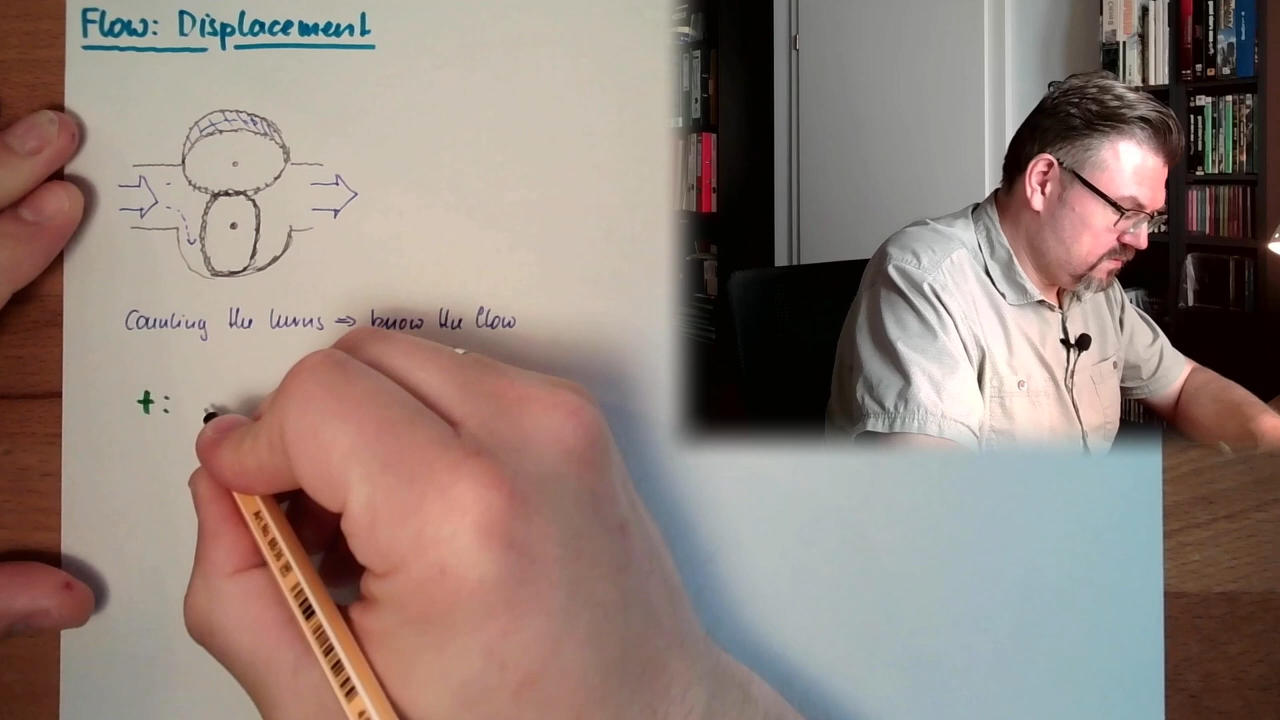 Flow: Displacement
Counting the turns => know the flow
+: